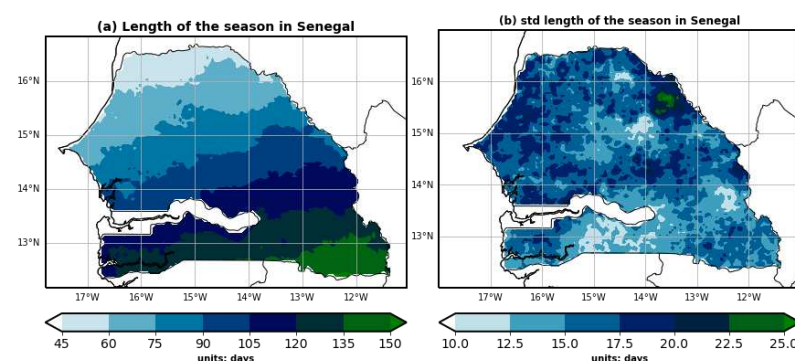 (a) Length of the season in Senegal
16°N
15°N
14°N
13°N
17°W 16°W 15°W 14°W 13°W 12°W
45 60 75 90 105 120 135 150
units: days
(b) std length of the season in Senegal
16°N
15°N
14°N
13°N
17°W 16°W 15°W 14°W 13°W 12°W
10.0 12.5 15.0 17.5 20.0 22.5 25.0
units: days